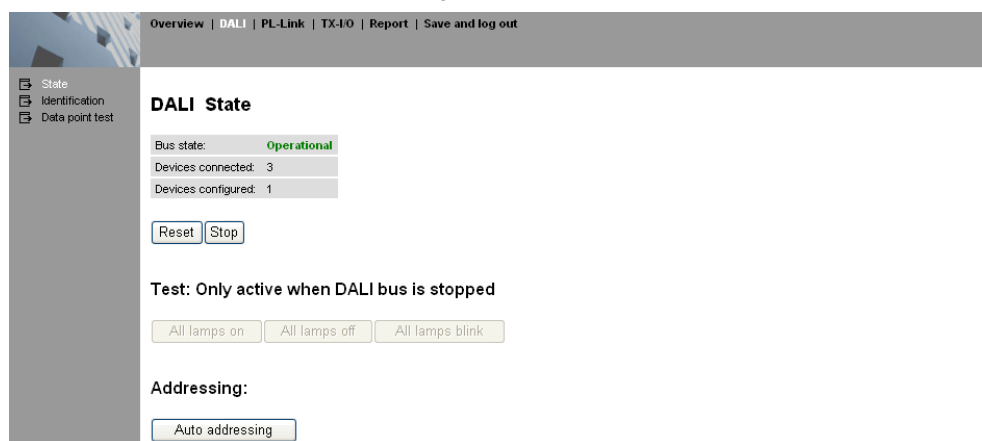 Overview | DALI | PL-Link | TX-I/O | Report | Save and log out
State
Identification
Data point test
DALI State
Bus state: Operational
Devices connected: 3
Devices configured: 1
Reset Stop
Test: Only active when DALI bus is stopped
All lamps on All lamps off All lamps blink
Addressing:
Auto addressing